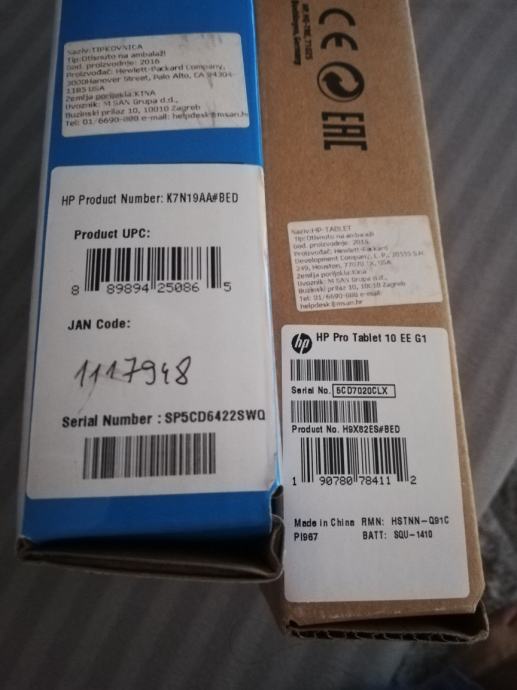 Naziv:TIPKOVNICA
Tip:Otisnuto na ambalaži
God. proizvodnje: 2016
Proizvođač: Hewlett-Packard Company,
3000Hanover Street, Palo Alto, CA 94304-
1185 USA
Zemlja porijekla:KINA
Uvoznik: M SAN Grupa d.d.,
Buzinski prilaz 10, 10010 Zagreb
Tel: 01/6690-000 e-mail: helpdesk@msan.hr
HP Product Number: K7N19AA#BED
Product UPC:
8 89894 25086 5
JAN Code:
1117948
Serial Number : SP5CD6422SWQ
CE
EAC
Naziv:HP TABLET
Tip:Otisnuto na ambalaži
God. proizvodnje: 2016
Proizvođač: Hewlett-Packard
Development Company, L.P., 20555 S.H.
249, Houston, 77070 TX, USA
Zemlja porijekla:Kina
Uvoznik: M SAN Grupa d.d.,
Buzinski prilaz 10, 10010 Zagreb
Tel: 01/6690-000 e-mail:
helpdesk@msan.hr
hp HP Pro Tablet 10 EE G1
Serial No. 5CD7020CLX
Product No. H9X62ES#BED
1 90780 78411 2
Made in China RMN: HSTNN-Q91C
PI967 BATT: SQU-1410